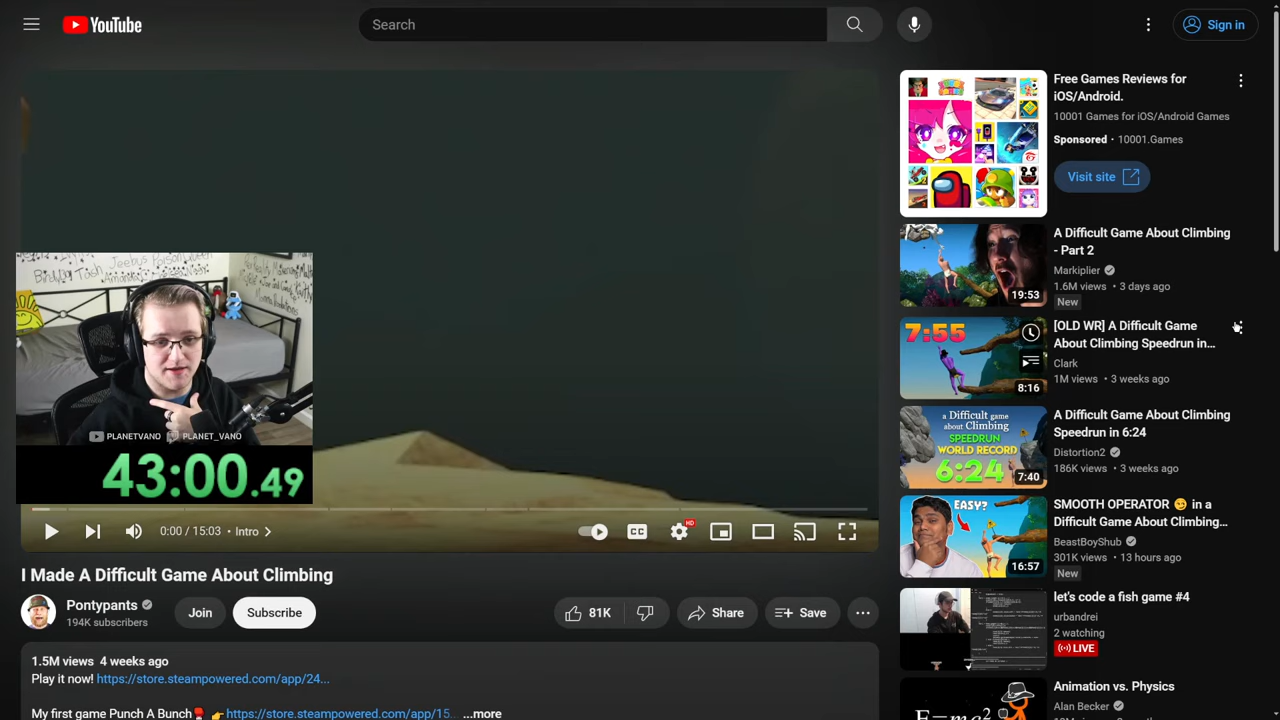 YouTube
Search
Sign in
Free Games Reviews for
iOS/Android.
10001 Games for iOS/Android Games
Sponsored • 10001.Games
Visit site
A Difficult Game About Climbing
- Part 2
Markiplier
1.6M views • 3 days ago
New
19:53
[OLD WR] A Difficult Game
About Climbing Speedrun in...
Clark
1M views • 3 weeks ago
7:55
8:16
A Difficult Game About Climbing
Speedrun in 6:24
Distortion2
186K views • 3 weeks ago
a Difficult game
about Climbing
SPEEDRUN
WORLD RECORD
6:24
7:40
SMOOTH OPERATOR 😏 in a
Difficult Game About Climbing...
BeastBoyShub
301K views • 13 hours ago
New
EASY?
16:57
let's code a fish game #4
urbandrei
2 watching
LIVE
Animation vs. Physics
Alan Becker
E=mc²
PLANETVANO PLANET_VANO
43:00.49
0:00 / 15:03 • Intro
CC
HD
I Made A Difficult Game About Climbing
Pontypants
194K subscribers
Join
Subscribe
81K
Share
Save
1.5M views 4 weeks ago
Play it now! https://store.steampowered.com/app/24...
My first game Punch A Bunch🥊 👉 https://store.steampowered.com/app/15... ...more